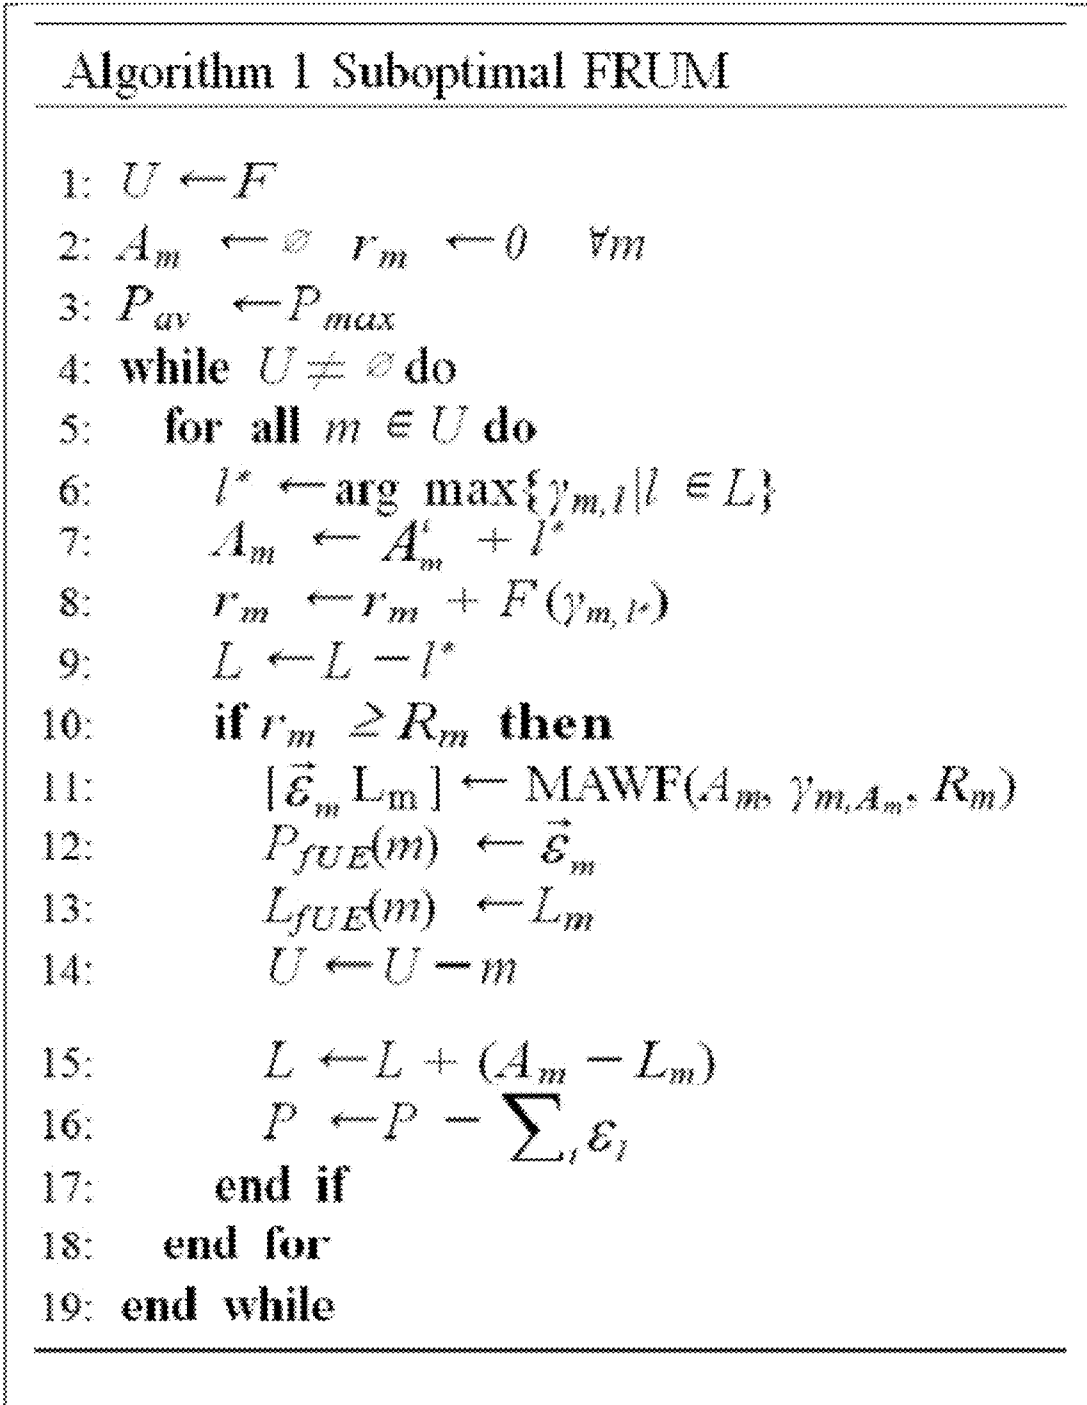 Algorithm 1 Suboptimal FRUM
1: U ← F
2: A_m ← ∅ r_m ← 0 ∀m
3: P_av ← P_max
4: while U ≠ ∅ do
5: for all m ∈ U do
6: l* ← arg max{γ_m,l|l ∈ L}
7: A_m ← A_m + l*
8: r_m ← r_m + F(γ_m,l*)
9: L ← L − l*
10: if r_m ≥ R_m then
11: [ε⃗_m L_m] ← MAWF(A_m, γ_m,A_m, R_m)
12: P_fUE(m) ← ε⃗_m
13: L_fUE(m) ← L_m
14: U ← U − m
15: L ← L + (A_m − L_m)
16: P ← P − ∑_l ε_l
17: end if
18: end for
19: end while